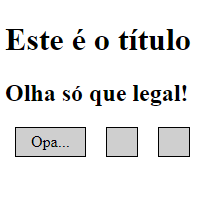 Este é o título
Olha só que legal!
Opa...